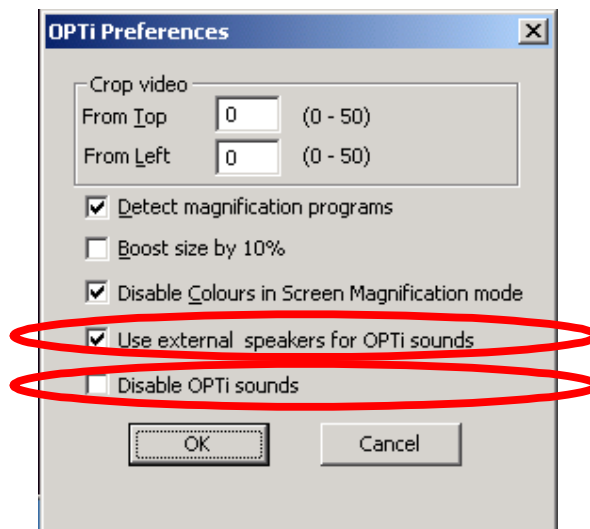 OPTi Preferences
Crop video
From Top 0 (0 - 50)
From Left 0 (0 - 50)
Detect magnification programs
Boost size by 10%
Disable Colours in Screen Magnification mode
Use external speakers for OPTi sounds
Disable OPTi sounds
OK Cancel